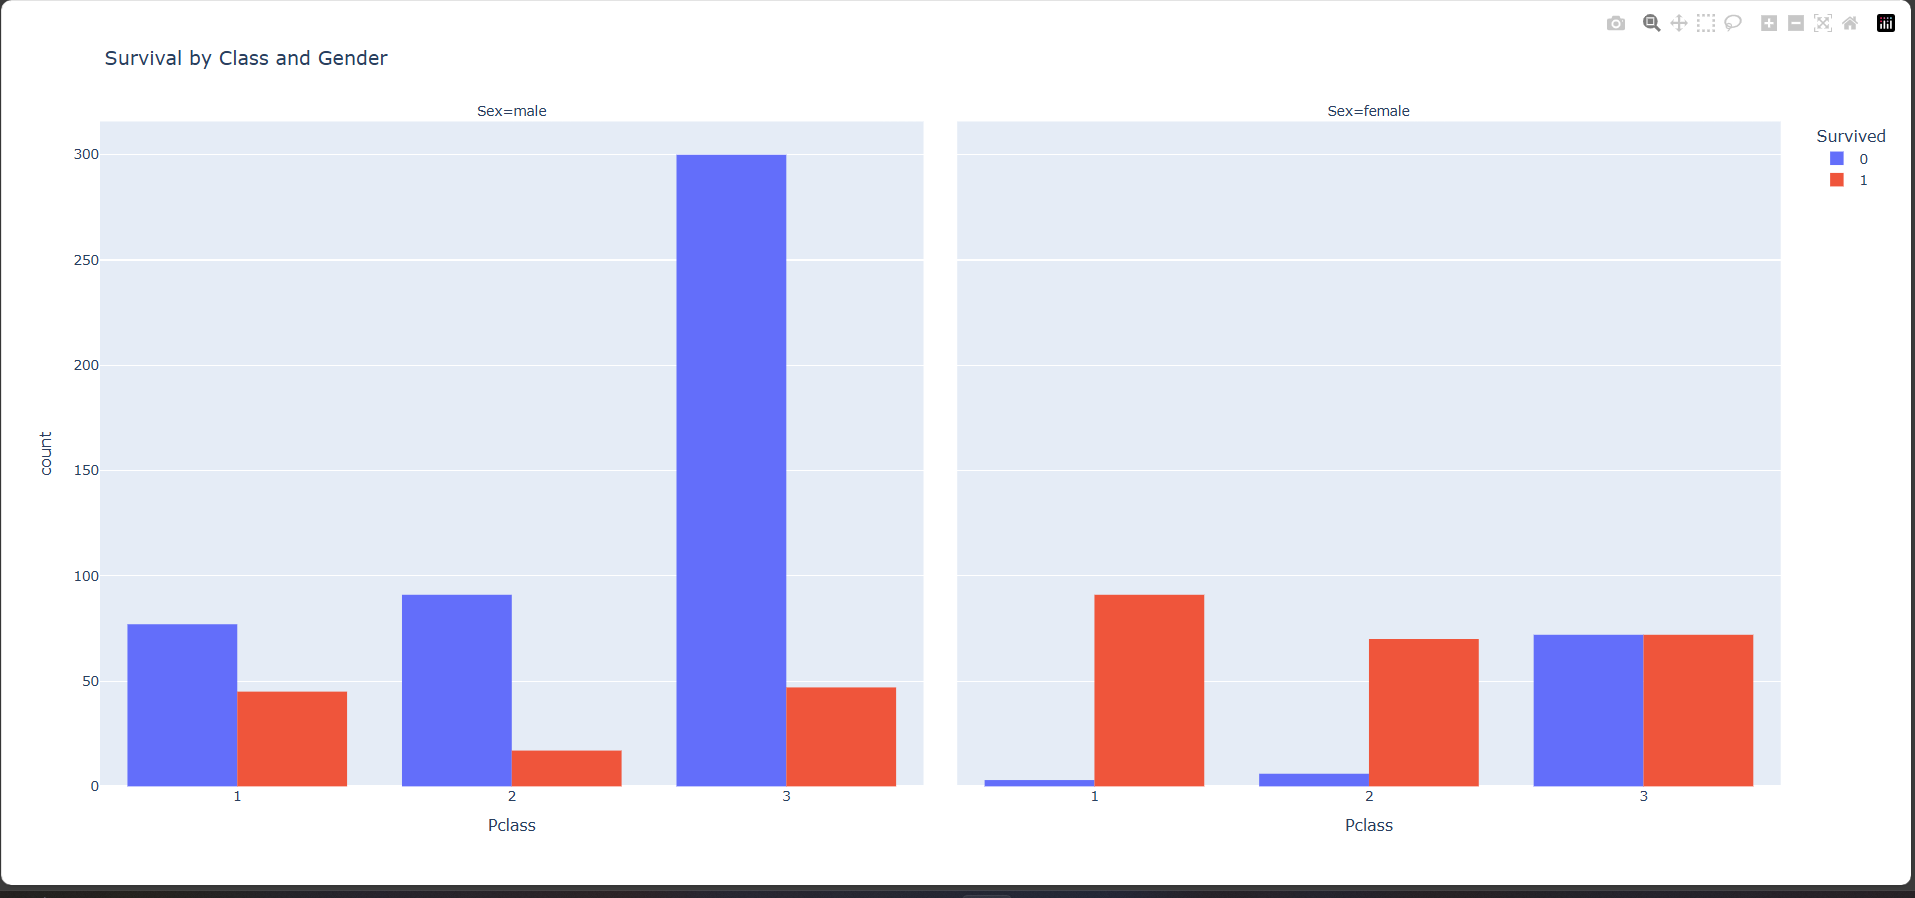 Survival by Class and Gender
Sex=male
Sex=female
Survived
0
1
300
250
200
150
100
50
0
count
1
2
3
1
2
3
Pclass
Pclass